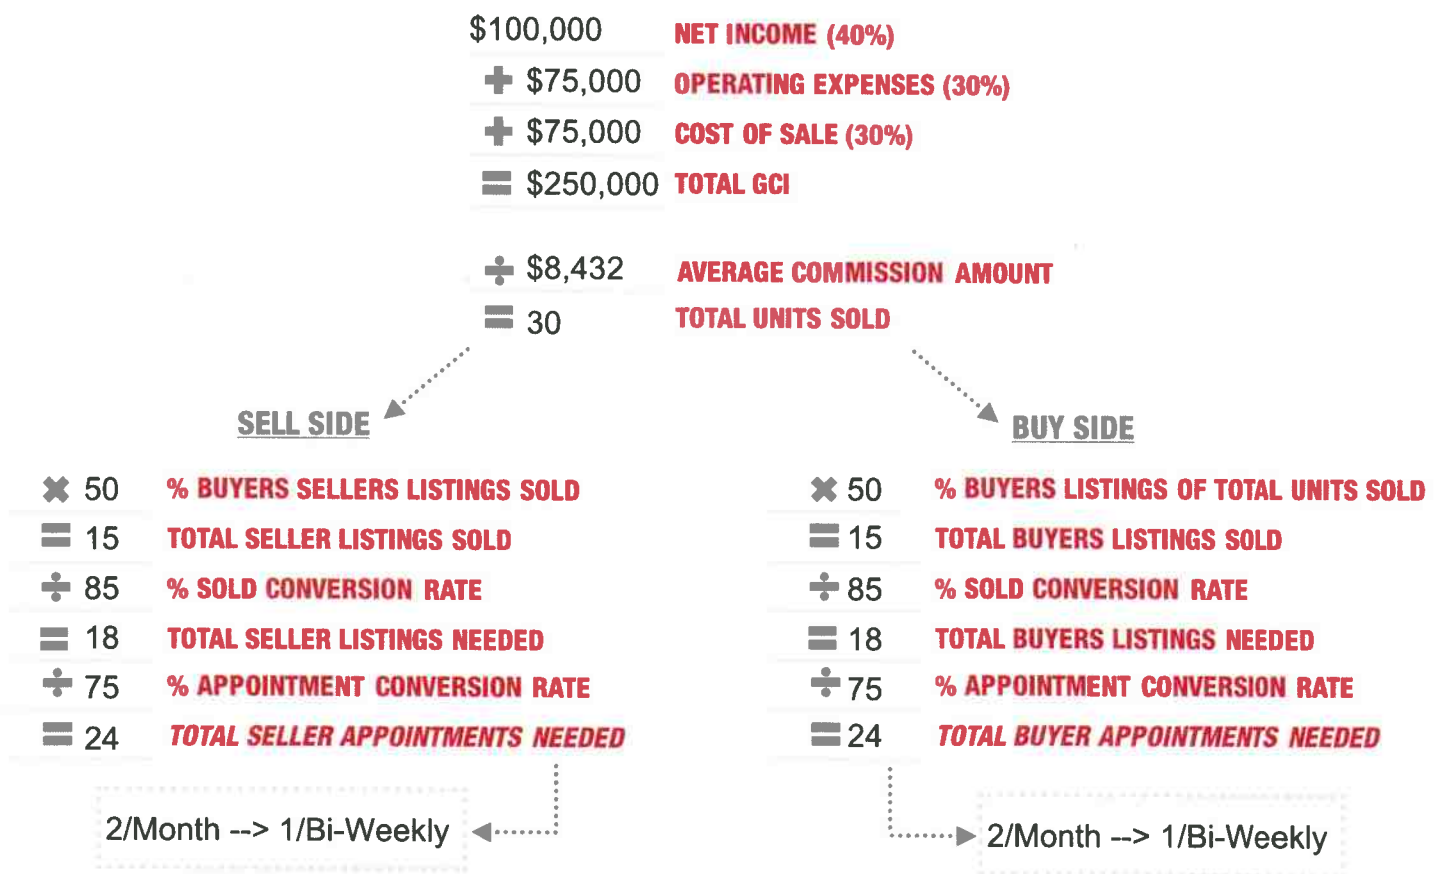 $100,000 NET INCOME (40%)
+ $75,000 OPERATING EXPENSES (30%)
+ $75,000 COST OF SALE (30%)
= $250,000 TOTAL GCI
÷ $8,432 AVERAGE COMMISSION AMOUNT
= 30 TOTAL UNITS SOLD
SELL SIDE
× 50 % BUYERS SELLERS LISTINGS SOLD
= 15 TOTAL SELLER LISTINGS SOLD
÷ 85 % SOLD CONVERSION RATE
= 18 TOTAL SELLER LISTINGS NEEDED
÷ 75 % APPOINTMENT CONVERSION RATE
= 24 TOTAL SELLER APPOINTMENTS NEEDED
2/Month --> 1/Bi-Weekly
BUY SIDE
× 50 % BUYERS LISTINGS OF TOTAL UNITS SOLD
= 15 TOTAL BUYERS LISTINGS SOLD
÷ 85 % SOLD CONVERSION RATE
= 18 TOTAL BUYERS LISTINGS NEEDED
÷ 75 % APPOINTMENT CONVERSION RATE
= 24 TOTAL BUYER APPOINTMENTS NEEDED
2/Month --> 1/Bi-Weekly